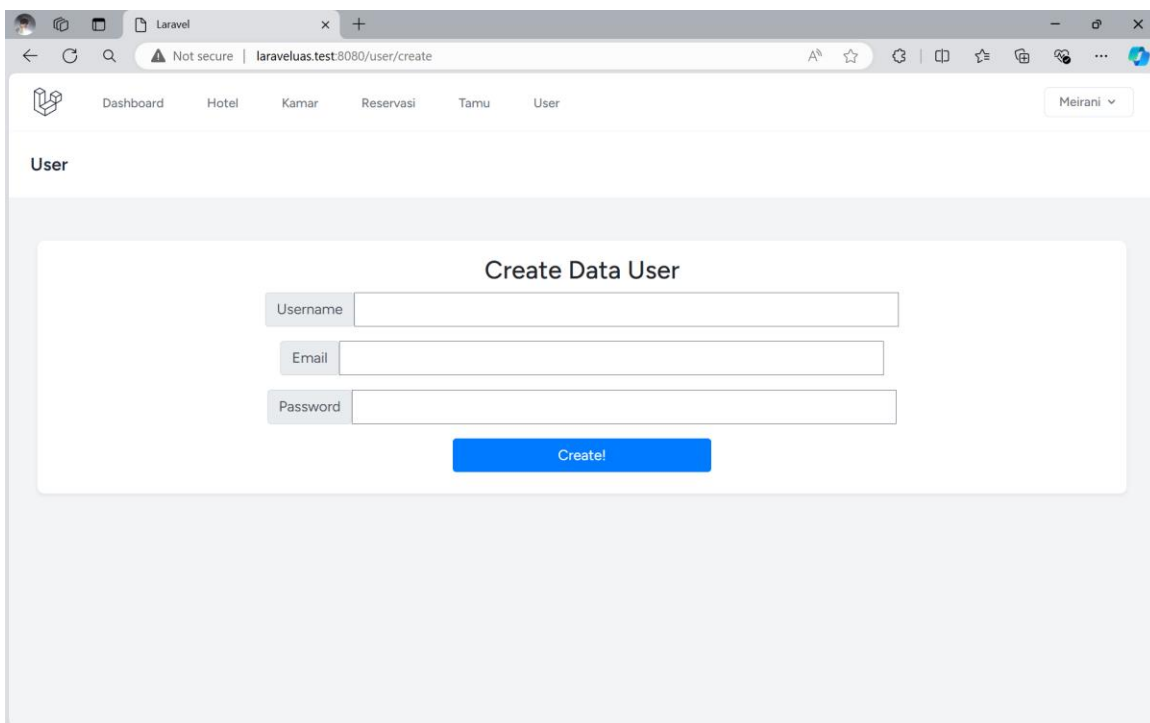 Laravel
Not secure | laraveluas.test:8080/user/create
Dashboard Hotel Kamar Reservasi Tamu User Meirani
User
Create Data User
Username
Email
Password
Create!